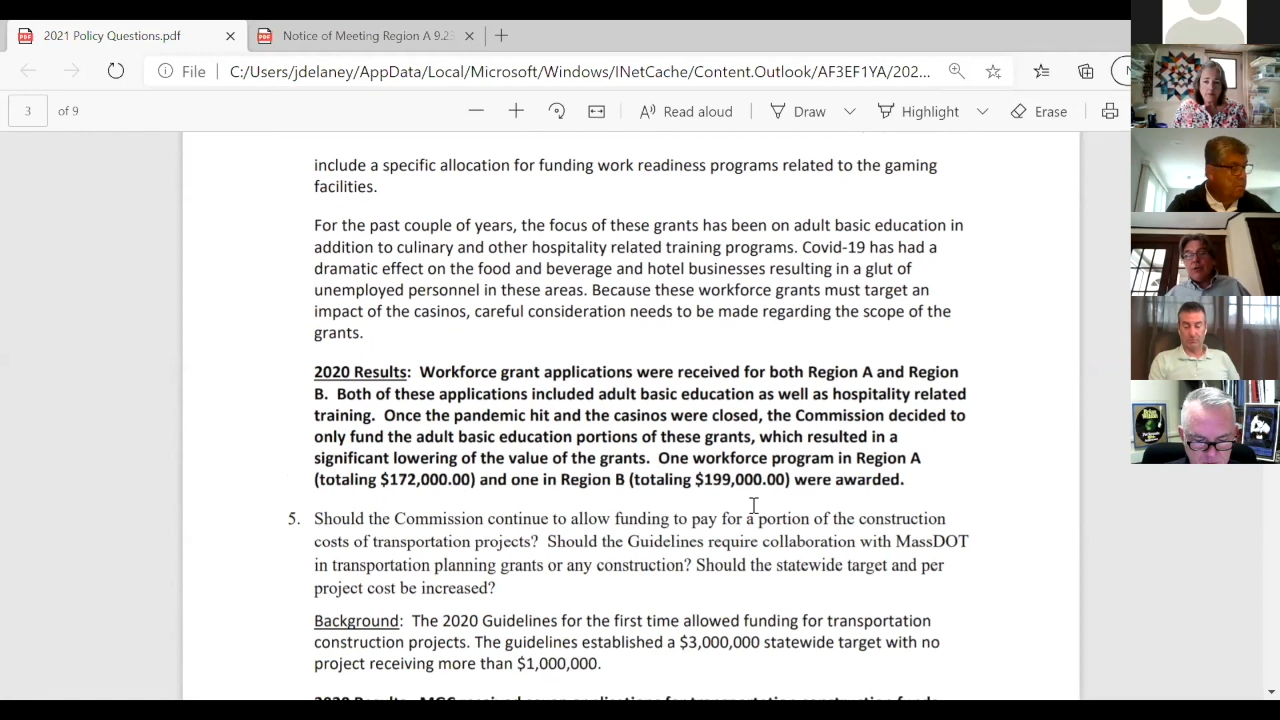 2021 Policy Questions.pdf
Notice of Meeting Region A 9.23
File
C:/Users/jdelaney/AppData/Local/Microsoft/Windows/INetCache/Content.Outlook/AF3EF1YA/202...
3 of 9
Read aloud
Draw
Highlight
Erase
include a specific allocation for funding work readiness programs related to the gaming
facilities.
For the past couple of years, the focus of these grants has been on adult basic education in
addition to culinary and other hospitality related training programs. Covid-19 has had a
dramatic effect on the food and beverage and hotel businesses resulting in a glut of
unemployed personnel in these areas. Because these workforce grants must target an
impact of the casinos, careful consideration needs to be made regarding the scope of the
grants.
2020 Results: Workforce grant applications were received for both Region A and Region
B. Both of these applications included adult basic education as well as hospitality related
training. Once the pandemic hit and the casinos were closed, the Commission decided to
only fund the adult basic education portions of these grants, which resulted in a
significant lowering of the value of the grants. One workforce program in Region A
(totaling $172,000.00) and one in Region B (totaling $199,000.00) were awarded.
5. Should the Commission continue to allow funding to pay for a portion of the construction
costs of transportation projects? Should the Guidelines require collaboration with MassDOT
in transportation planning grants or any construction? Should the statewide target and per
project cost be increased?
Background: The 2020 Guidelines for the first time allowed funding for transportation
construction projects. The guidelines established a $3,000,000 statewide target with no
project receiving more than $1,000,000.